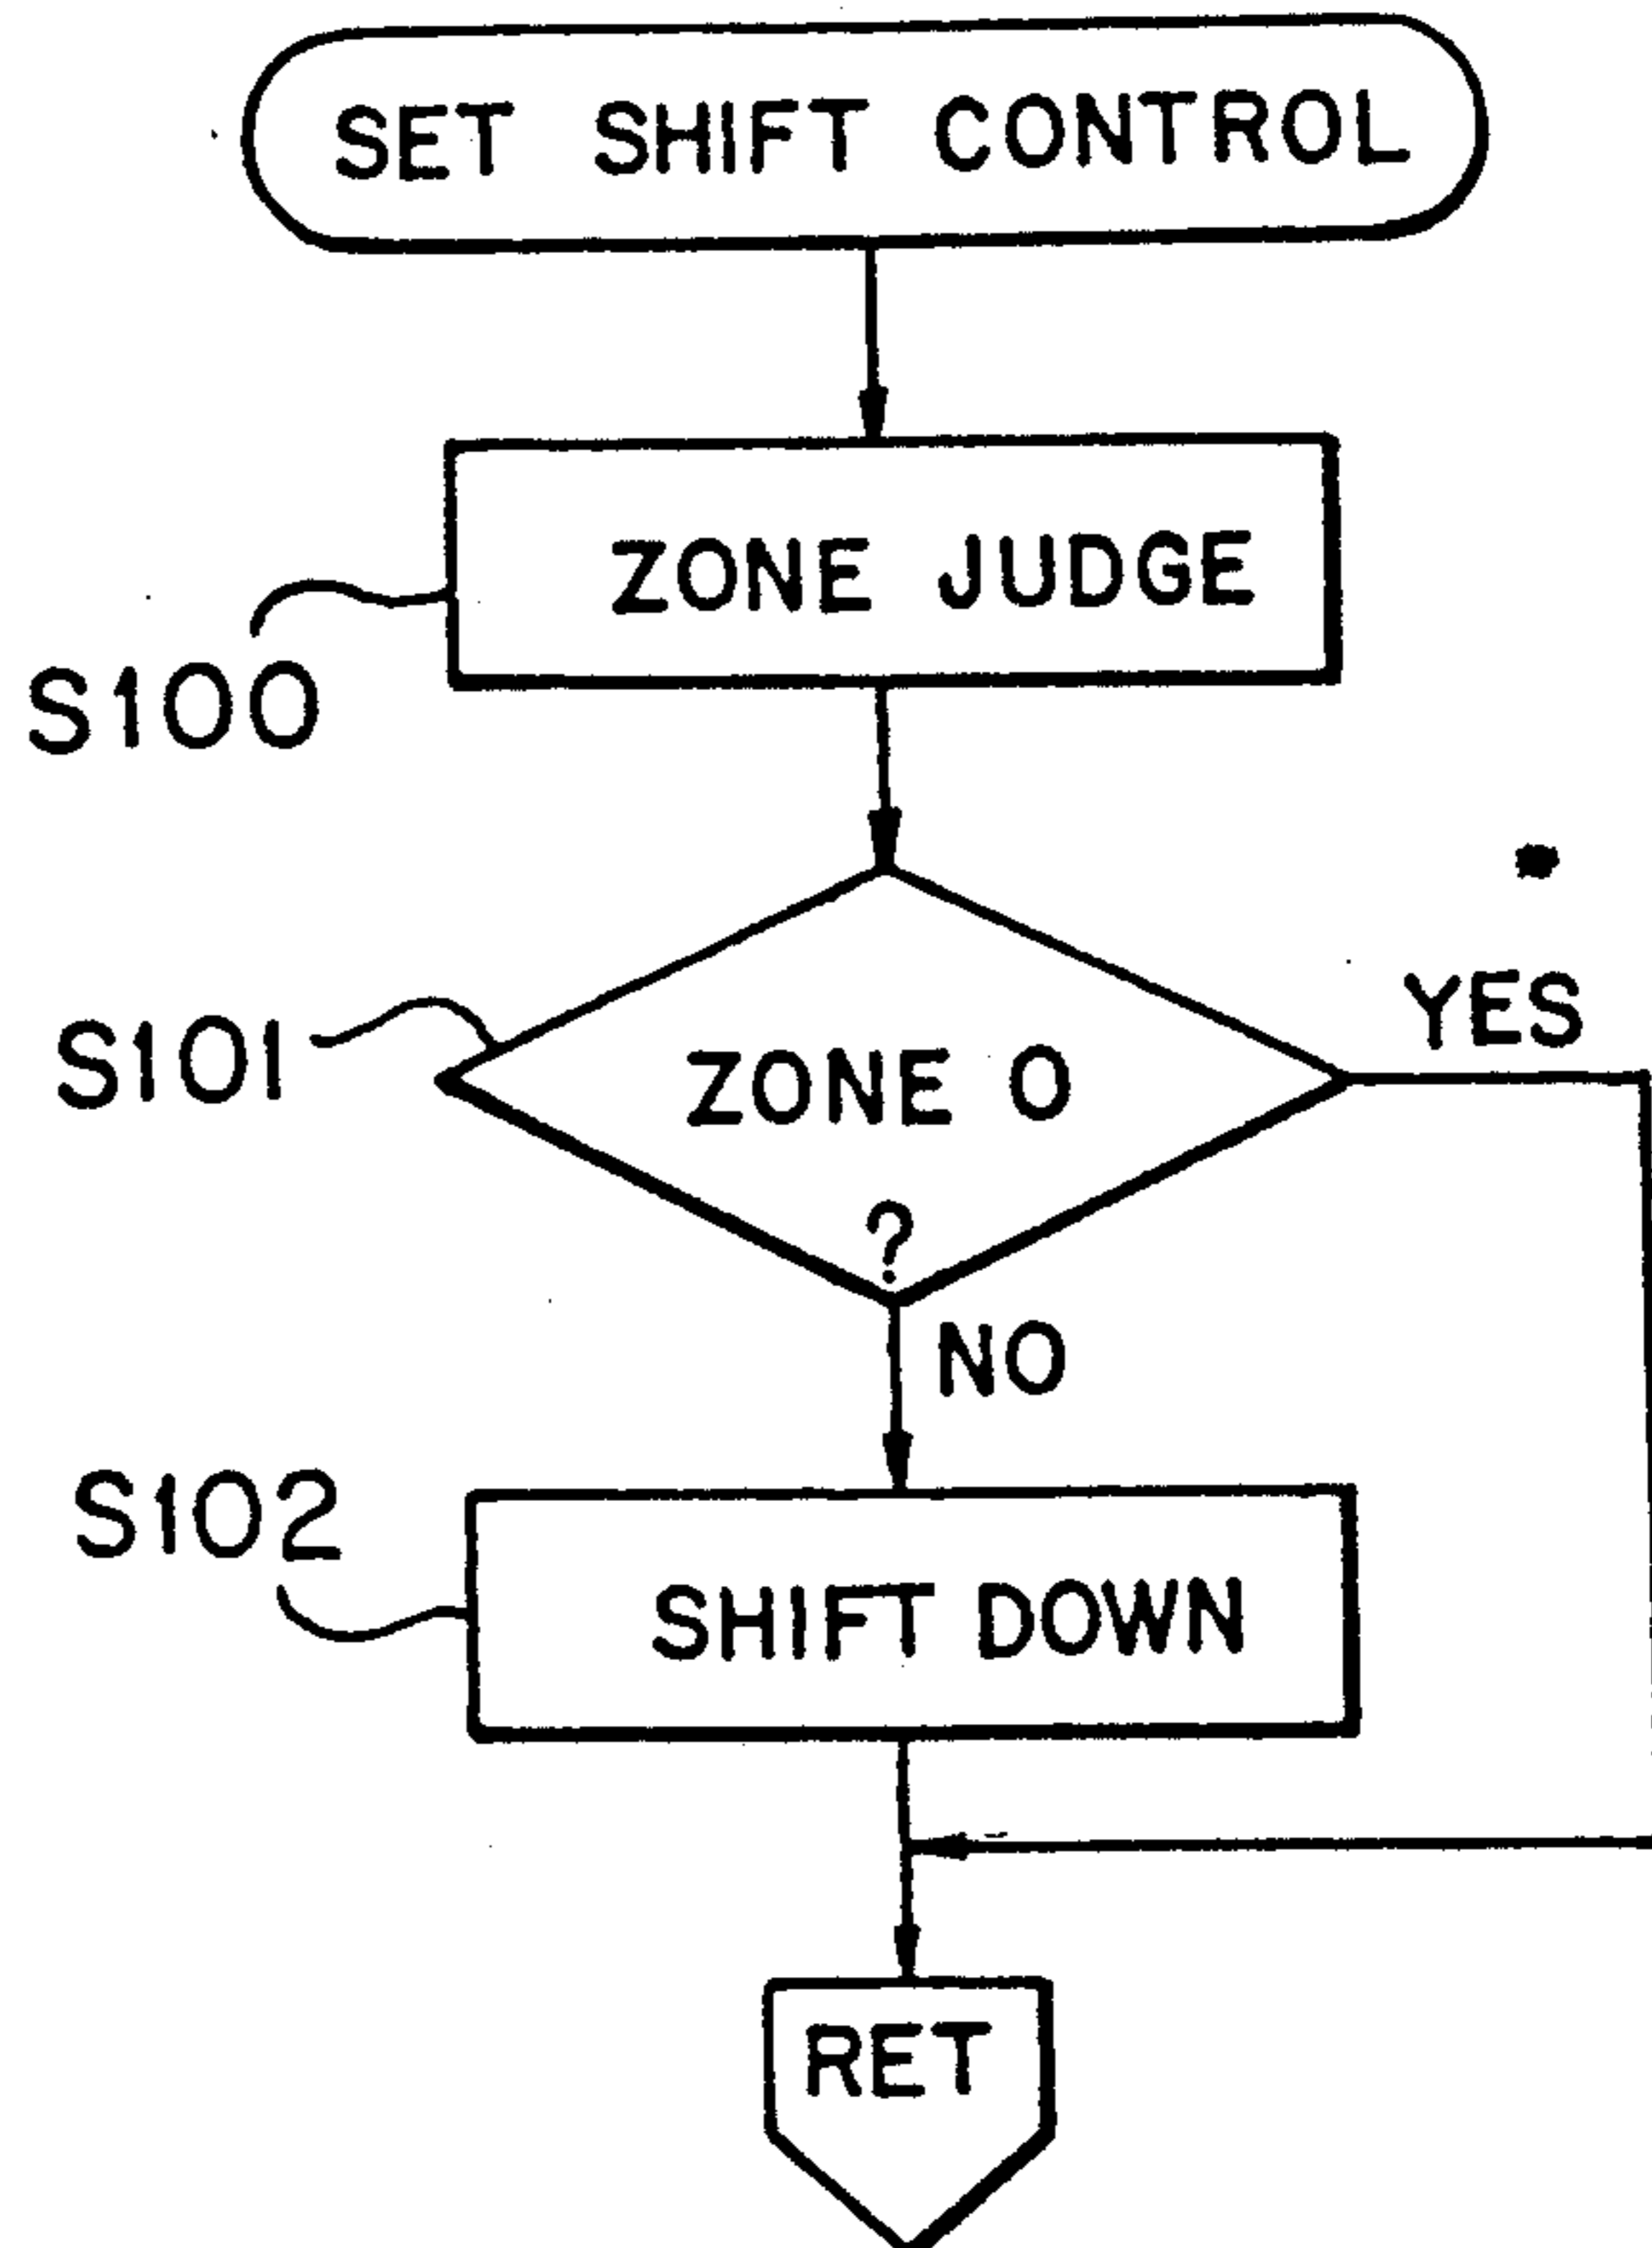 SET SHIFT CONTROL
ZONE JUDGE
S100
YES
S101
ZONE 0
?
NO
S102
SHIFT DOWN
RET